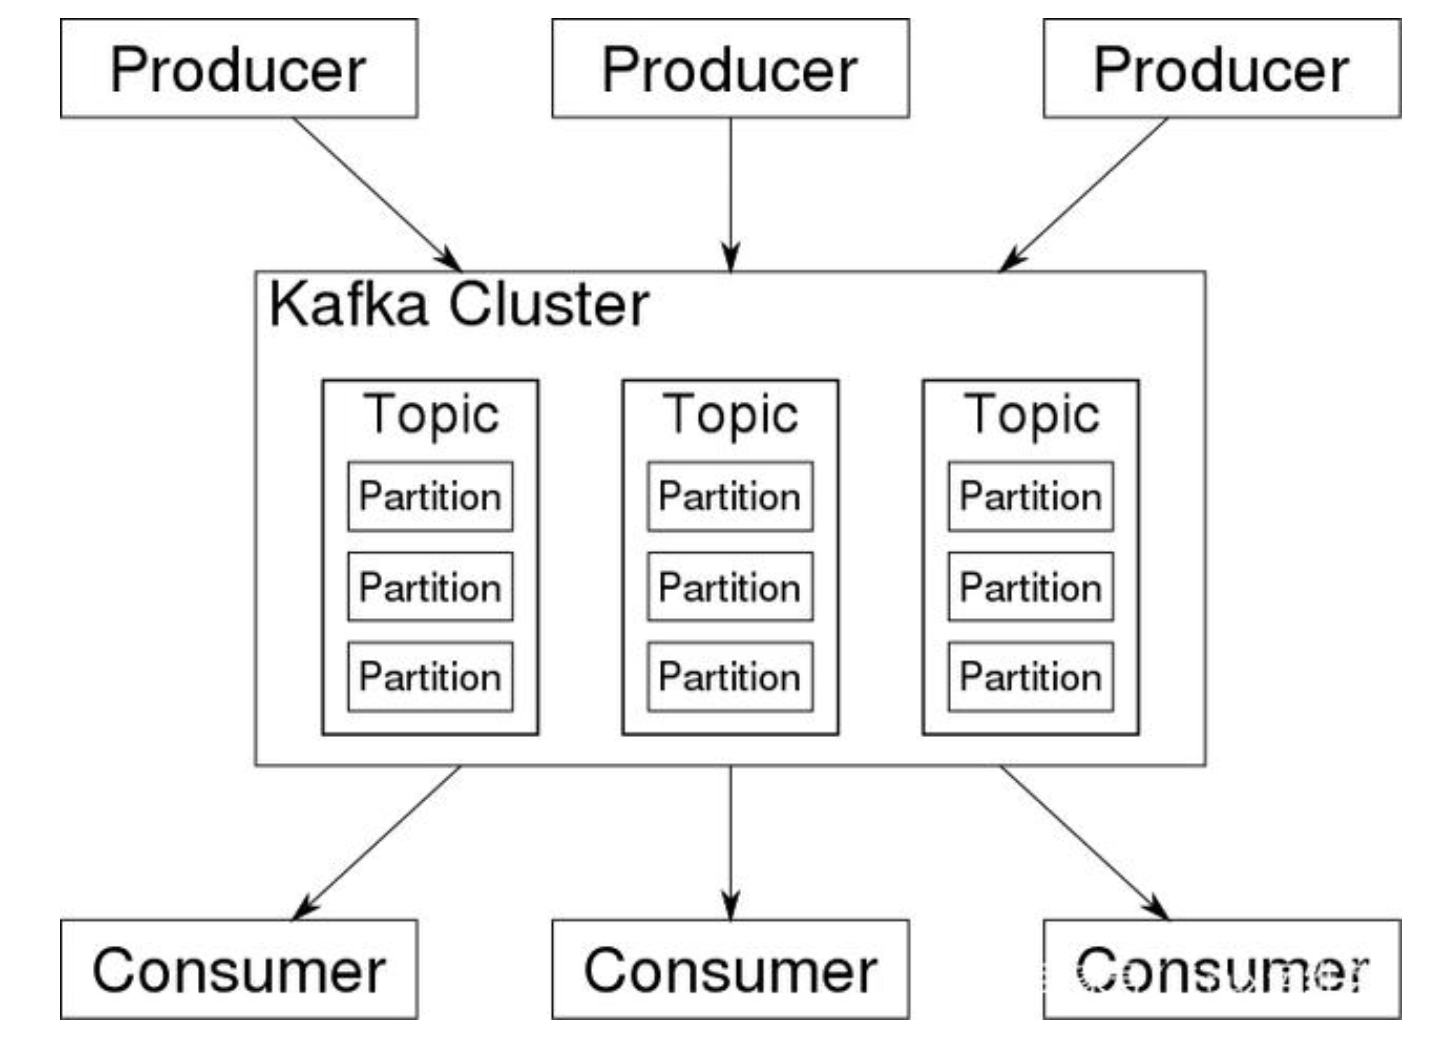 Producer Producer Producer
Kafka Cluster
Topic Topic Topic
Partition Partition Partition
Partition Partition Partition
Partition Partition Partition
Consumer Consumer Consumer